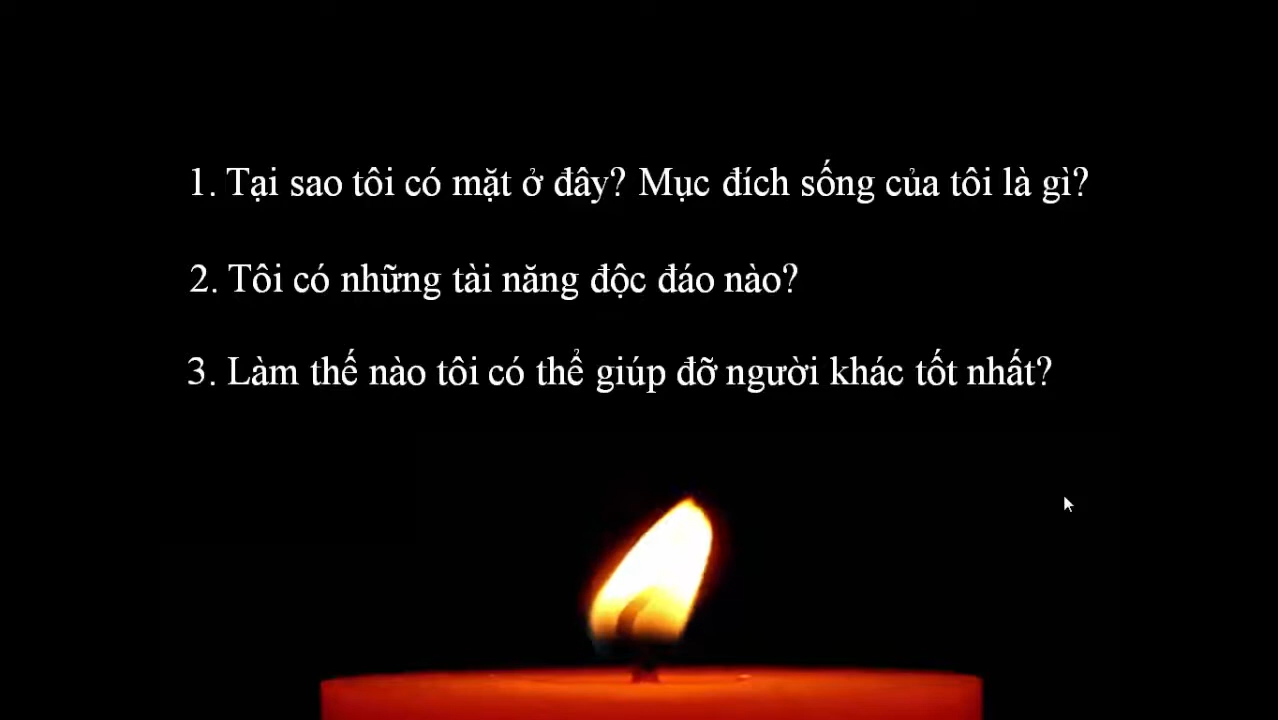 1. Tại sao tôi có mặt ở đây? Mục đích sống của tôi là gì?
2. Tôi có những tài năng độc đáo nào?
3. Làm thế nào tôi có thể giúp đỡ người khác tốt nhất?